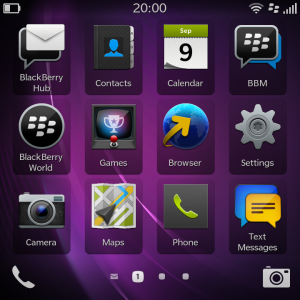 20:00
BlackBerry
Hub
Contacts
Sep
9
Calendar
BBM
BlackBerry
World
Games
Browser
Settings
Camera
Maps
Phone
Text
Messages
1